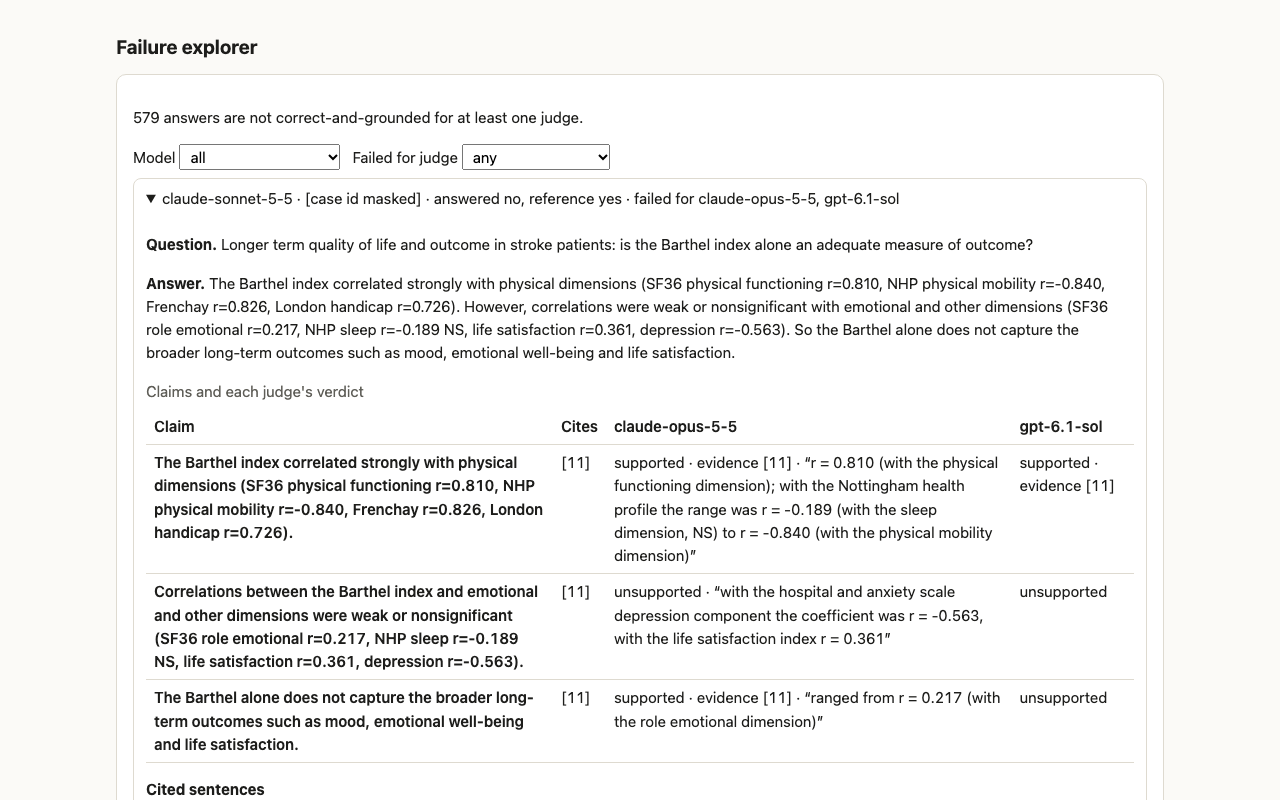 Failure explorer
579 answers are not correct-and-grounded for at least one judge.
Model all Failed for judge any
▼ claude-sonnet-5-5 · [case id masked] · answered no, reference yes · failed for claude-opus-5-5, gpt-6.1-sol
Question. Longer term quality of life and outcome in stroke patients: is the Barthel index alone an adequate measure of outcome?
Answer. The Barthel index correlated strongly with physical dimensions (SF36 physical functioning r=0.810, NHP physical mobility r=-0.840,
Frenchay r=0.826, London handicap r=0.726). However, correlations were weak or nonsignificant with emotional and other dimensions (SF36
role emotional r=0.217, NHP sleep r=-0.189 NS, life satisfaction r=0.361, depression r=-0.563). So the Barthel alone does not capture the
broader long-term outcomes such as mood, emotional well-being and life satisfaction.
Claims and each judge's verdict
Claim Cites claude-opus-5-5 gpt-6.1-sol
The Barthel index correlated strongly with physical
dimensions (SF36 physical functioning r=0.810, NHP
physical mobility r=-0.840, Frenchay r=0.826, London
handicap r=0.726).
[11]
supported · evidence [11] · “r = 0.810 (with the physical
functioning dimension); with the Nottingham health
profile the range was r = -0.189 (with the sleep
dimension, NS) to r = -0.840 (with the physical mobility
dimension)”
supported ·
evidence [11]
Correlations between the Barthel index and emotional
and other dimensions were weak or nonsignificant
(SF36 role emotional r=0.217, NHP sleep r=-0.189
NS, life satisfaction r=0.361, depression r=-0.563).
[11]
unsupported · “with the hospital and anxiety scale
depression component the coefficient was r = -0.563,
with the life satisfaction index r = 0.361”
unsupported
The Barthel alone does not capture the broader long-
term outcomes such as mood, emotional well-being
and life satisfaction.
[11]
supported · evidence [11] · “ranged from r = 0.217 (with
the role emotional dimension)”
unsupported
Cited sentences